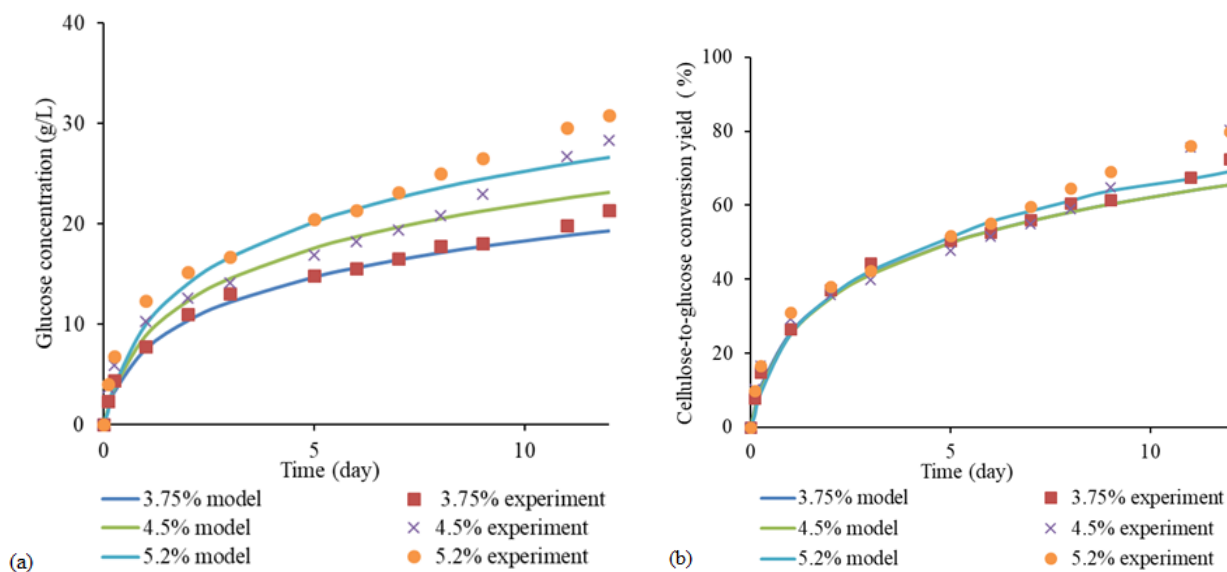 Glucose concentration (g/L)
40
30
20
10
0
0
5
10
Time (day)
3.75% model
3.75% experiment
4.5% model
4.5% experiment
5.2% model
5.2% experiment
(a)
Cellulose-to-glucose conversion yield ( %)
100
80
60
40
20
0
0
5
10
Time (day)
3.75% model
3.75% experiment
4.5% model
4.5% experiment
5.2% model
5.2% experiment
(b)